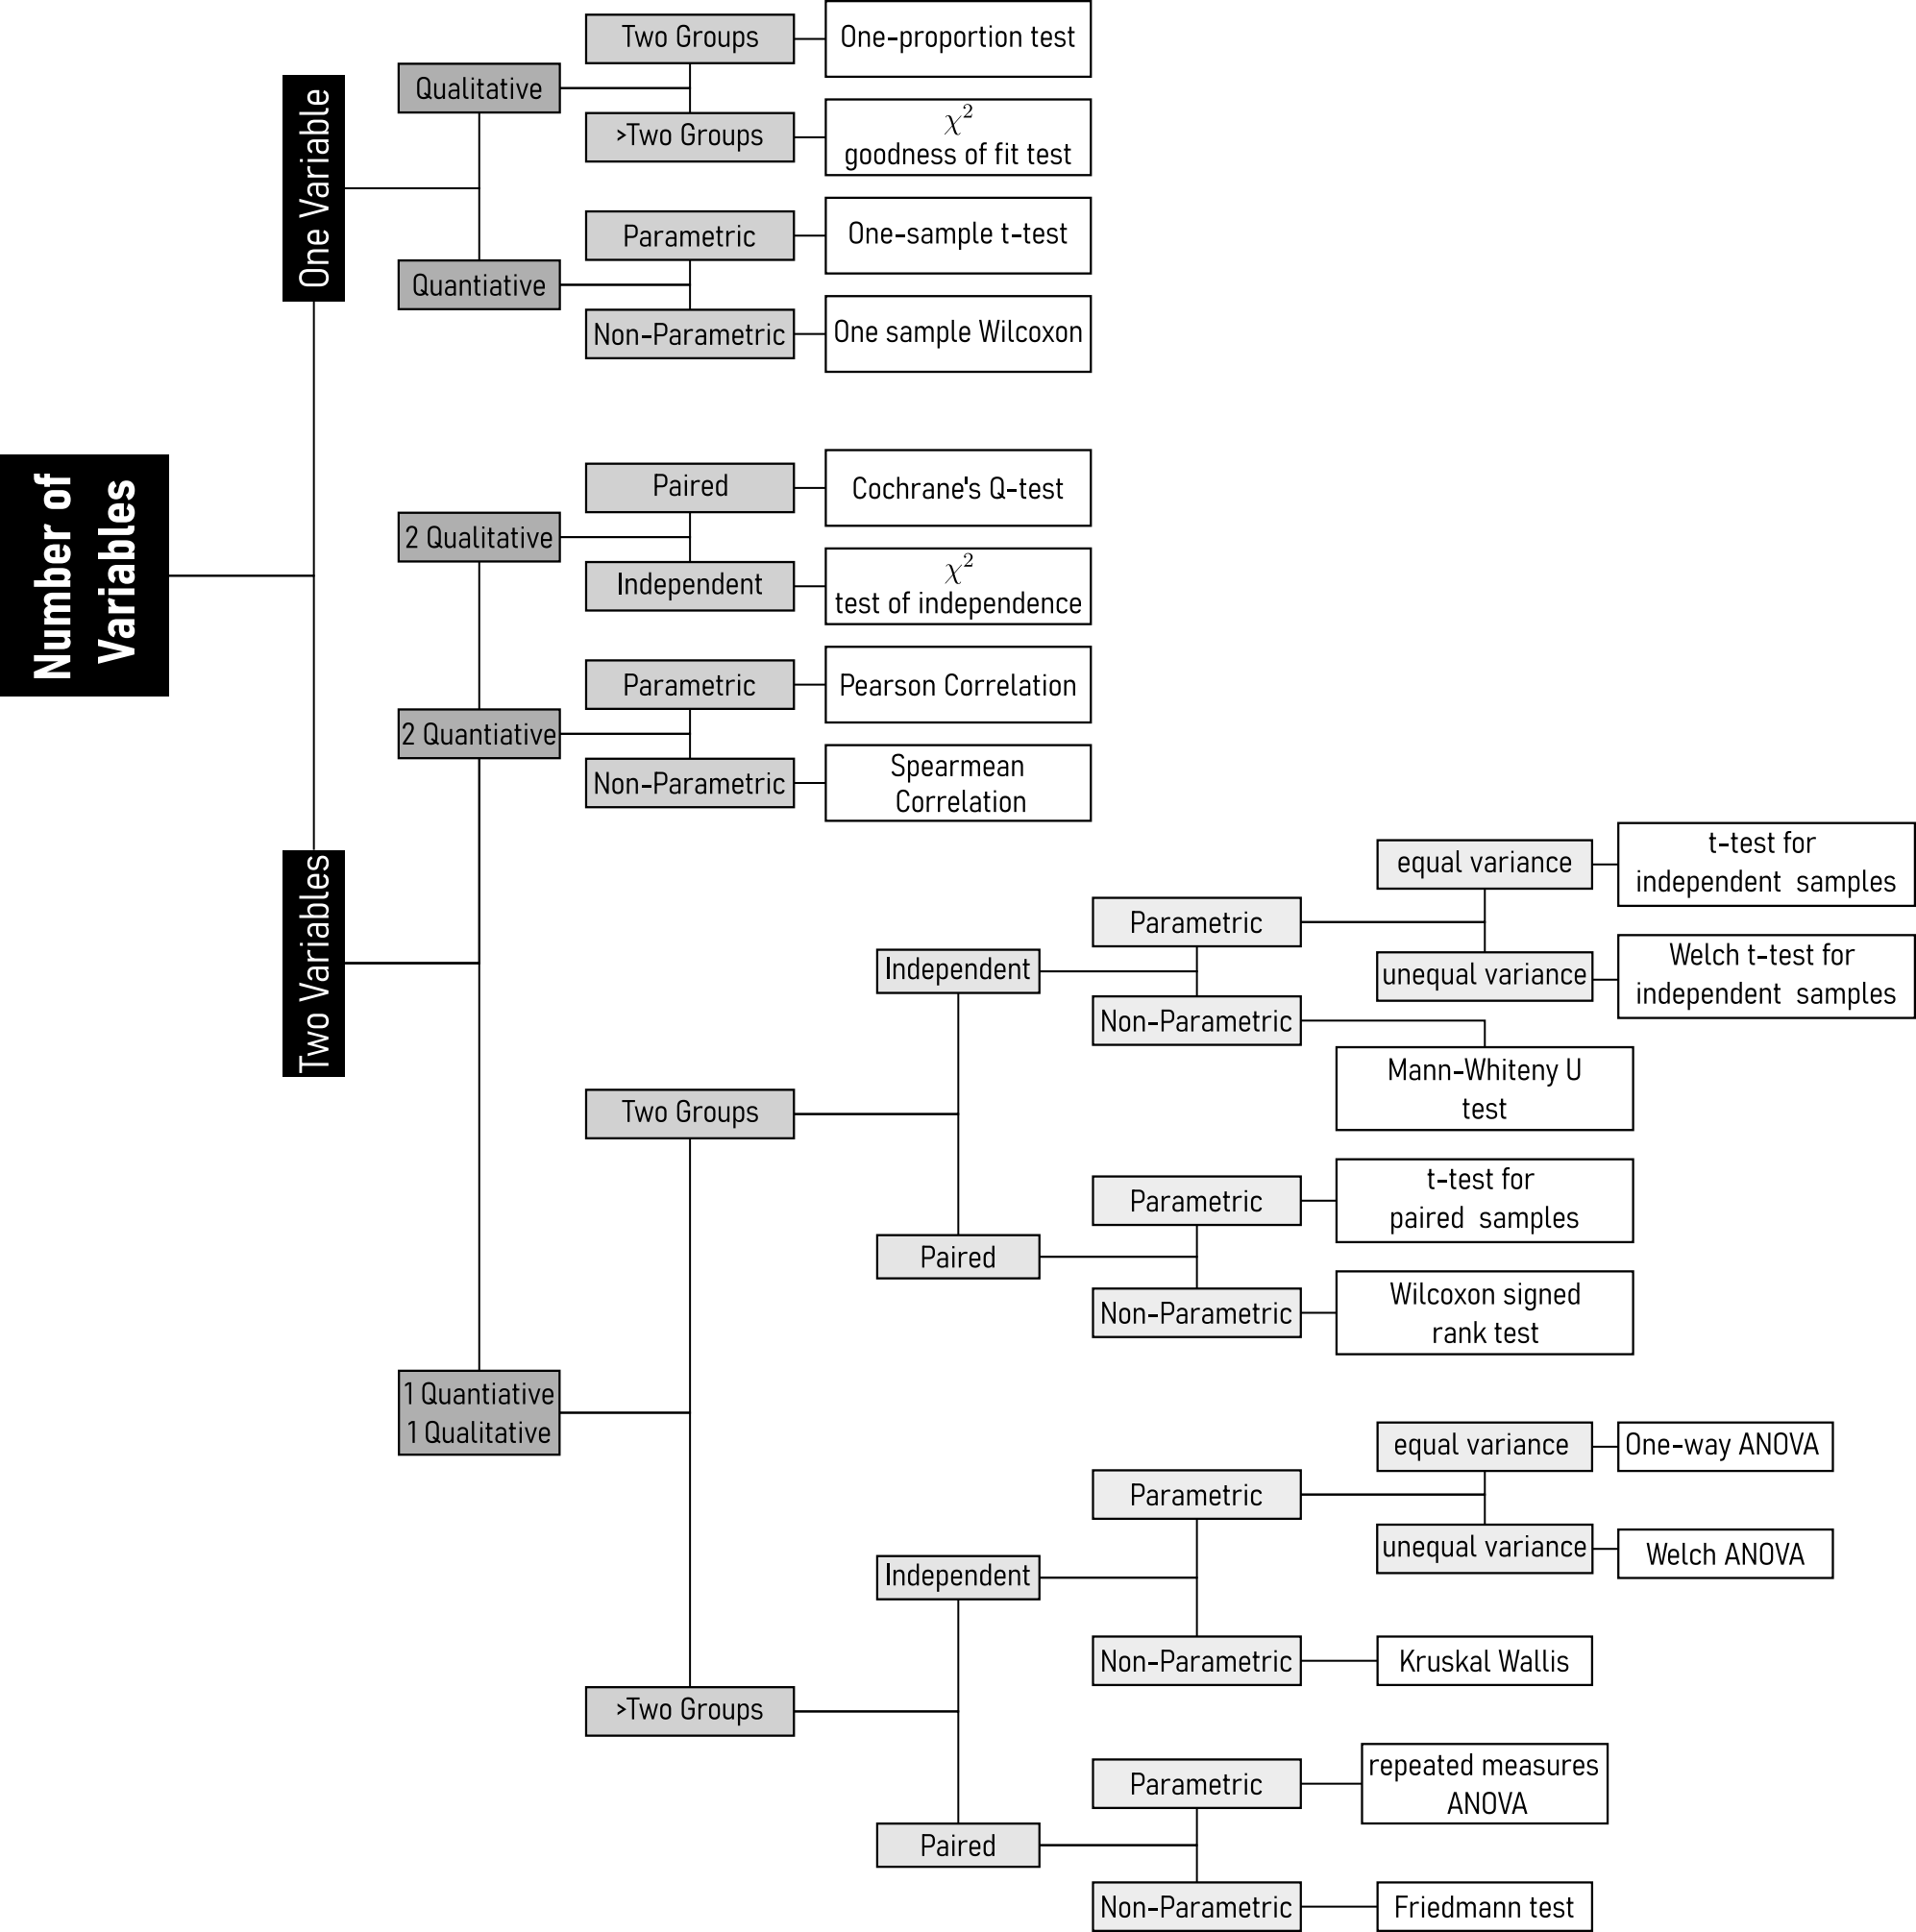 Number of
Variables
One Variable
Qualitative
Two Groups
One-proportion test
>Two Groups
χ²
goodness of fit test
Quantiative
Parametric
One-sample t-test
Non-Parametric
One sample Wilcoxon
Two Variables
2 Qualitative
Paired
Cochrane's Q-test
Independent
χ²
test of independence
2 Quantiative
Parametric
Pearson Correlation
Non-Parametric
Spearmean
Correlation
1 Quantiative
1 Qualitative
Two Groups
Independent
Parametric
equal variance
t-test for
independent samples
unequal variance
Welch t-test for
independent samples
Non-Parametric
Mann-Whiteny U
test
Paired
Parametric
t-test for
paired samples
Non-Parametric
Wilcoxon signed
rank test
>Two Groups
Independent
Parametric
equal variance
One-way ANOVA
unequal variance
Welch ANOVA
Non-Parametric
Kruskal Wallis
Paired
Parametric
repeated measures
ANOVA
Non-Parametric
Friedmann test